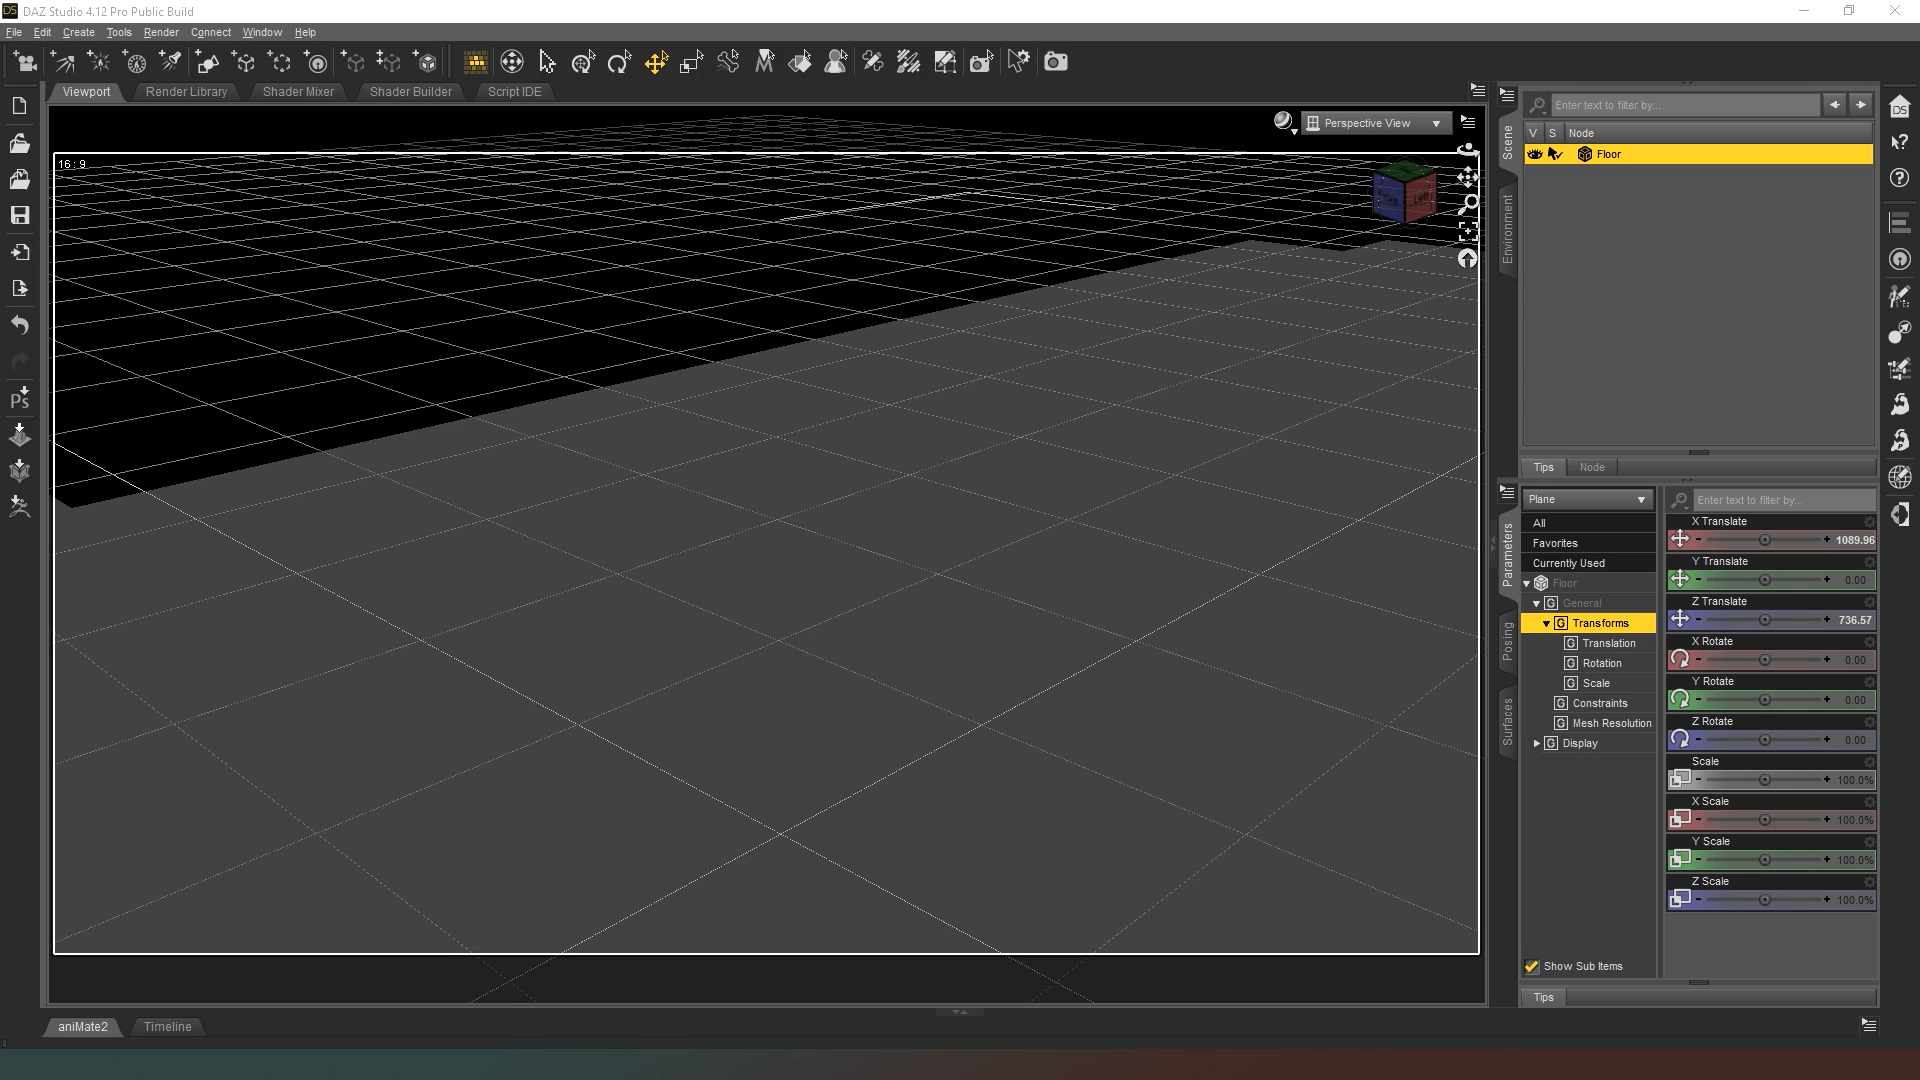 DS DAZ Studio 4.12 Pro Public Build
File Edit Create Tools Render Connect Window Help
Viewport Render Library Shader Mixer Shader Builder Script IDE
Perspective View
16 : 9
Left
Ps
Scene
Environment
Enter text to filter by...
V S Node
Floor
DS
Tips Node
Parameters
Posing
Surfaces
Plane
All
Favorites
Currently Used
Floor
G General
G Transforms
G Translation
G Rotation
G Scale
G Constraints
G Mesh Resolution
G Display
Show Sub Items
Enter text to filter by...
X Translate
- + 1089.96
Y Translate
- + 0.00
Z Translate
- + 736.57
X Rotate
- + 0.00
Y Rotate
- + 0.00
Z Rotate
- + 0.00
Scale
- + 100.0%
X Scale
- + 100.0%
Y Scale
- + 100.0%
Z Scale
- + 100.0%
Tips
aniMate2 Timeline